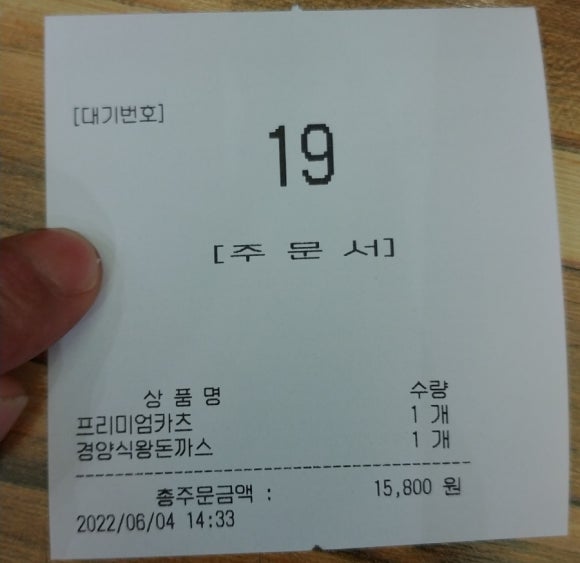 [대기번호]
19
[주 문 서]
상 품 명 수량
프리미엄카츠 1 개
경양식왕돈까스 1 개
--------------------------------
총주문금액 : 15,800 원
2022/06/04 14:33